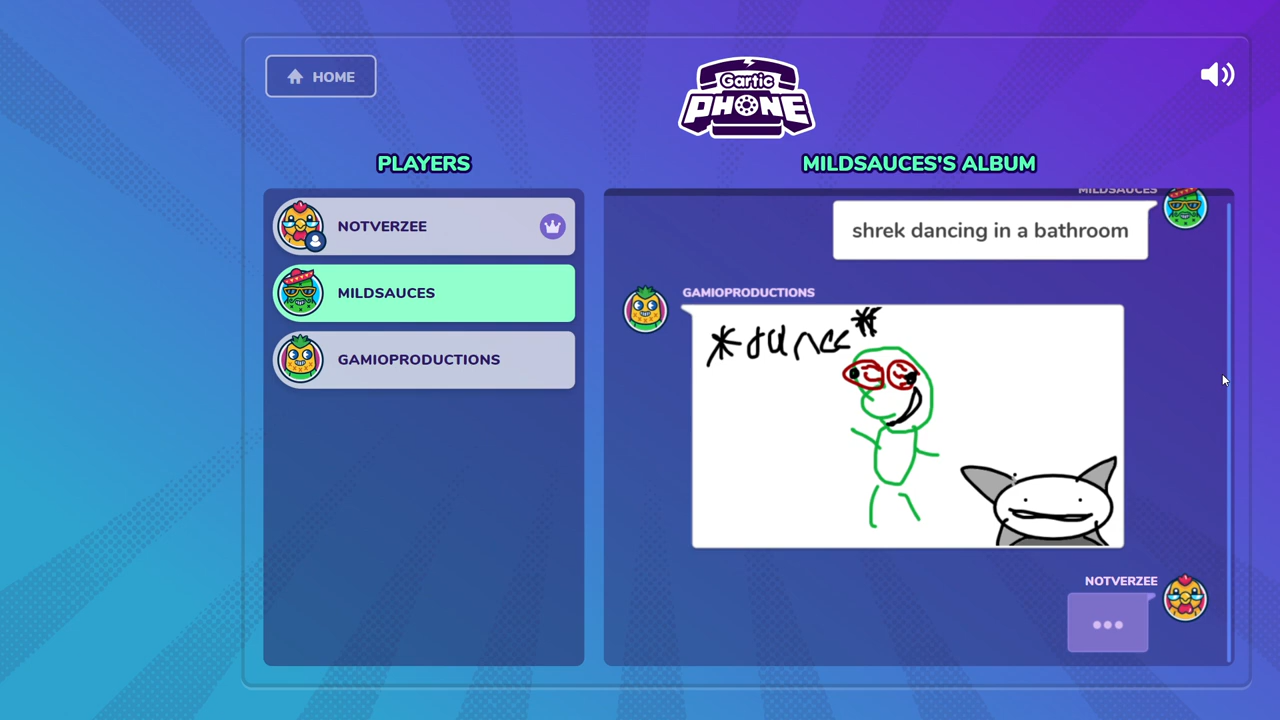 HOME
Gartic
PHONE
PLAYERS
MILDSAUCES'S ALBUM
NOTVERZEE
MILDSAUCES
GAMIOPRODUCTIONS
MILDSAUCES
shrek dancing in a bathroom
GAMIOPRODUCTIONS
*dance*
NOTVERZEE
...